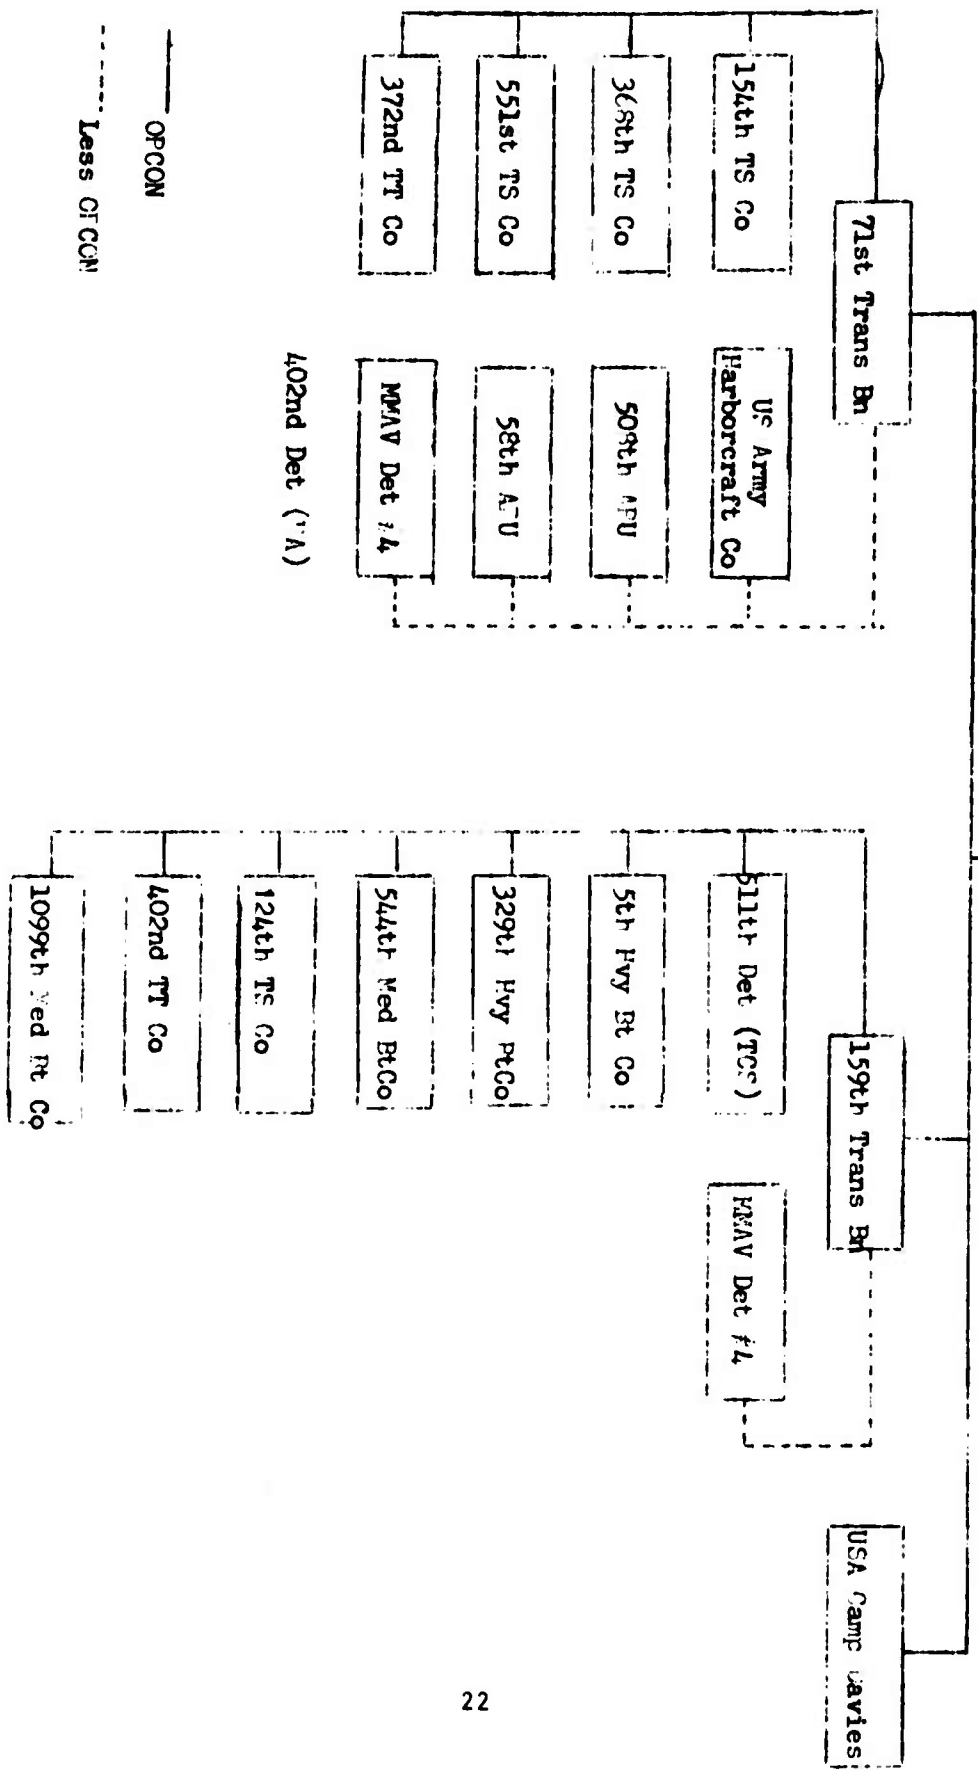 71st Trans Bn
159th Trans Bn
USA Camp Davies
154th TS Co
368th TS Co
551st TS Co
372nd TT Co
US Army
Harborcraft Co
509th APU
58th APU
MMAV Det #4
402nd Det
511th Det (TCS)
5th Hvy Bt Co
329th Hvy BtCo
544th Med BtCo
124th TS Co
402nd TT Co
1099th Med Bt Co
MMAV Det #4
OPCON
Less OPCON
22